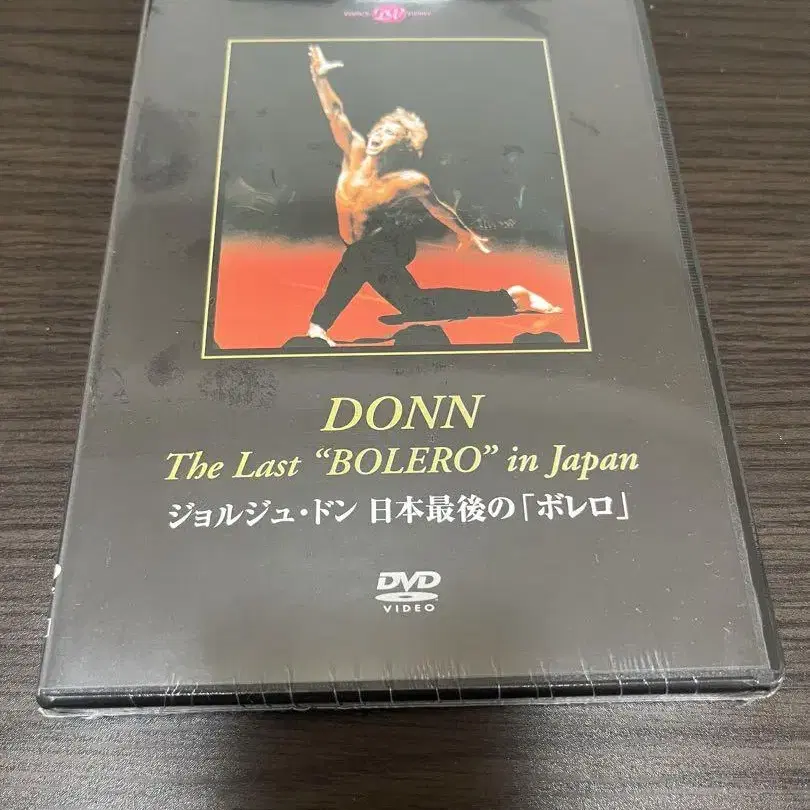 DONN
The Last “BOLERO” in Japan
ジョルジュ・ドン 日本最後の「ボレロ」
DVD
VIDEO